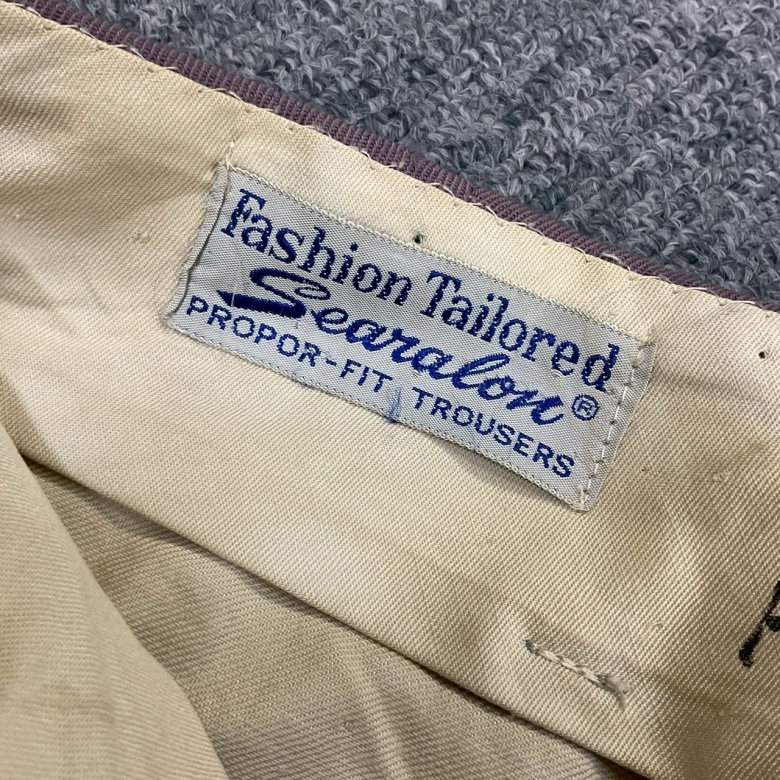 Fashion Tailored
Searalon®
PROPOR-FIT TROUSERS